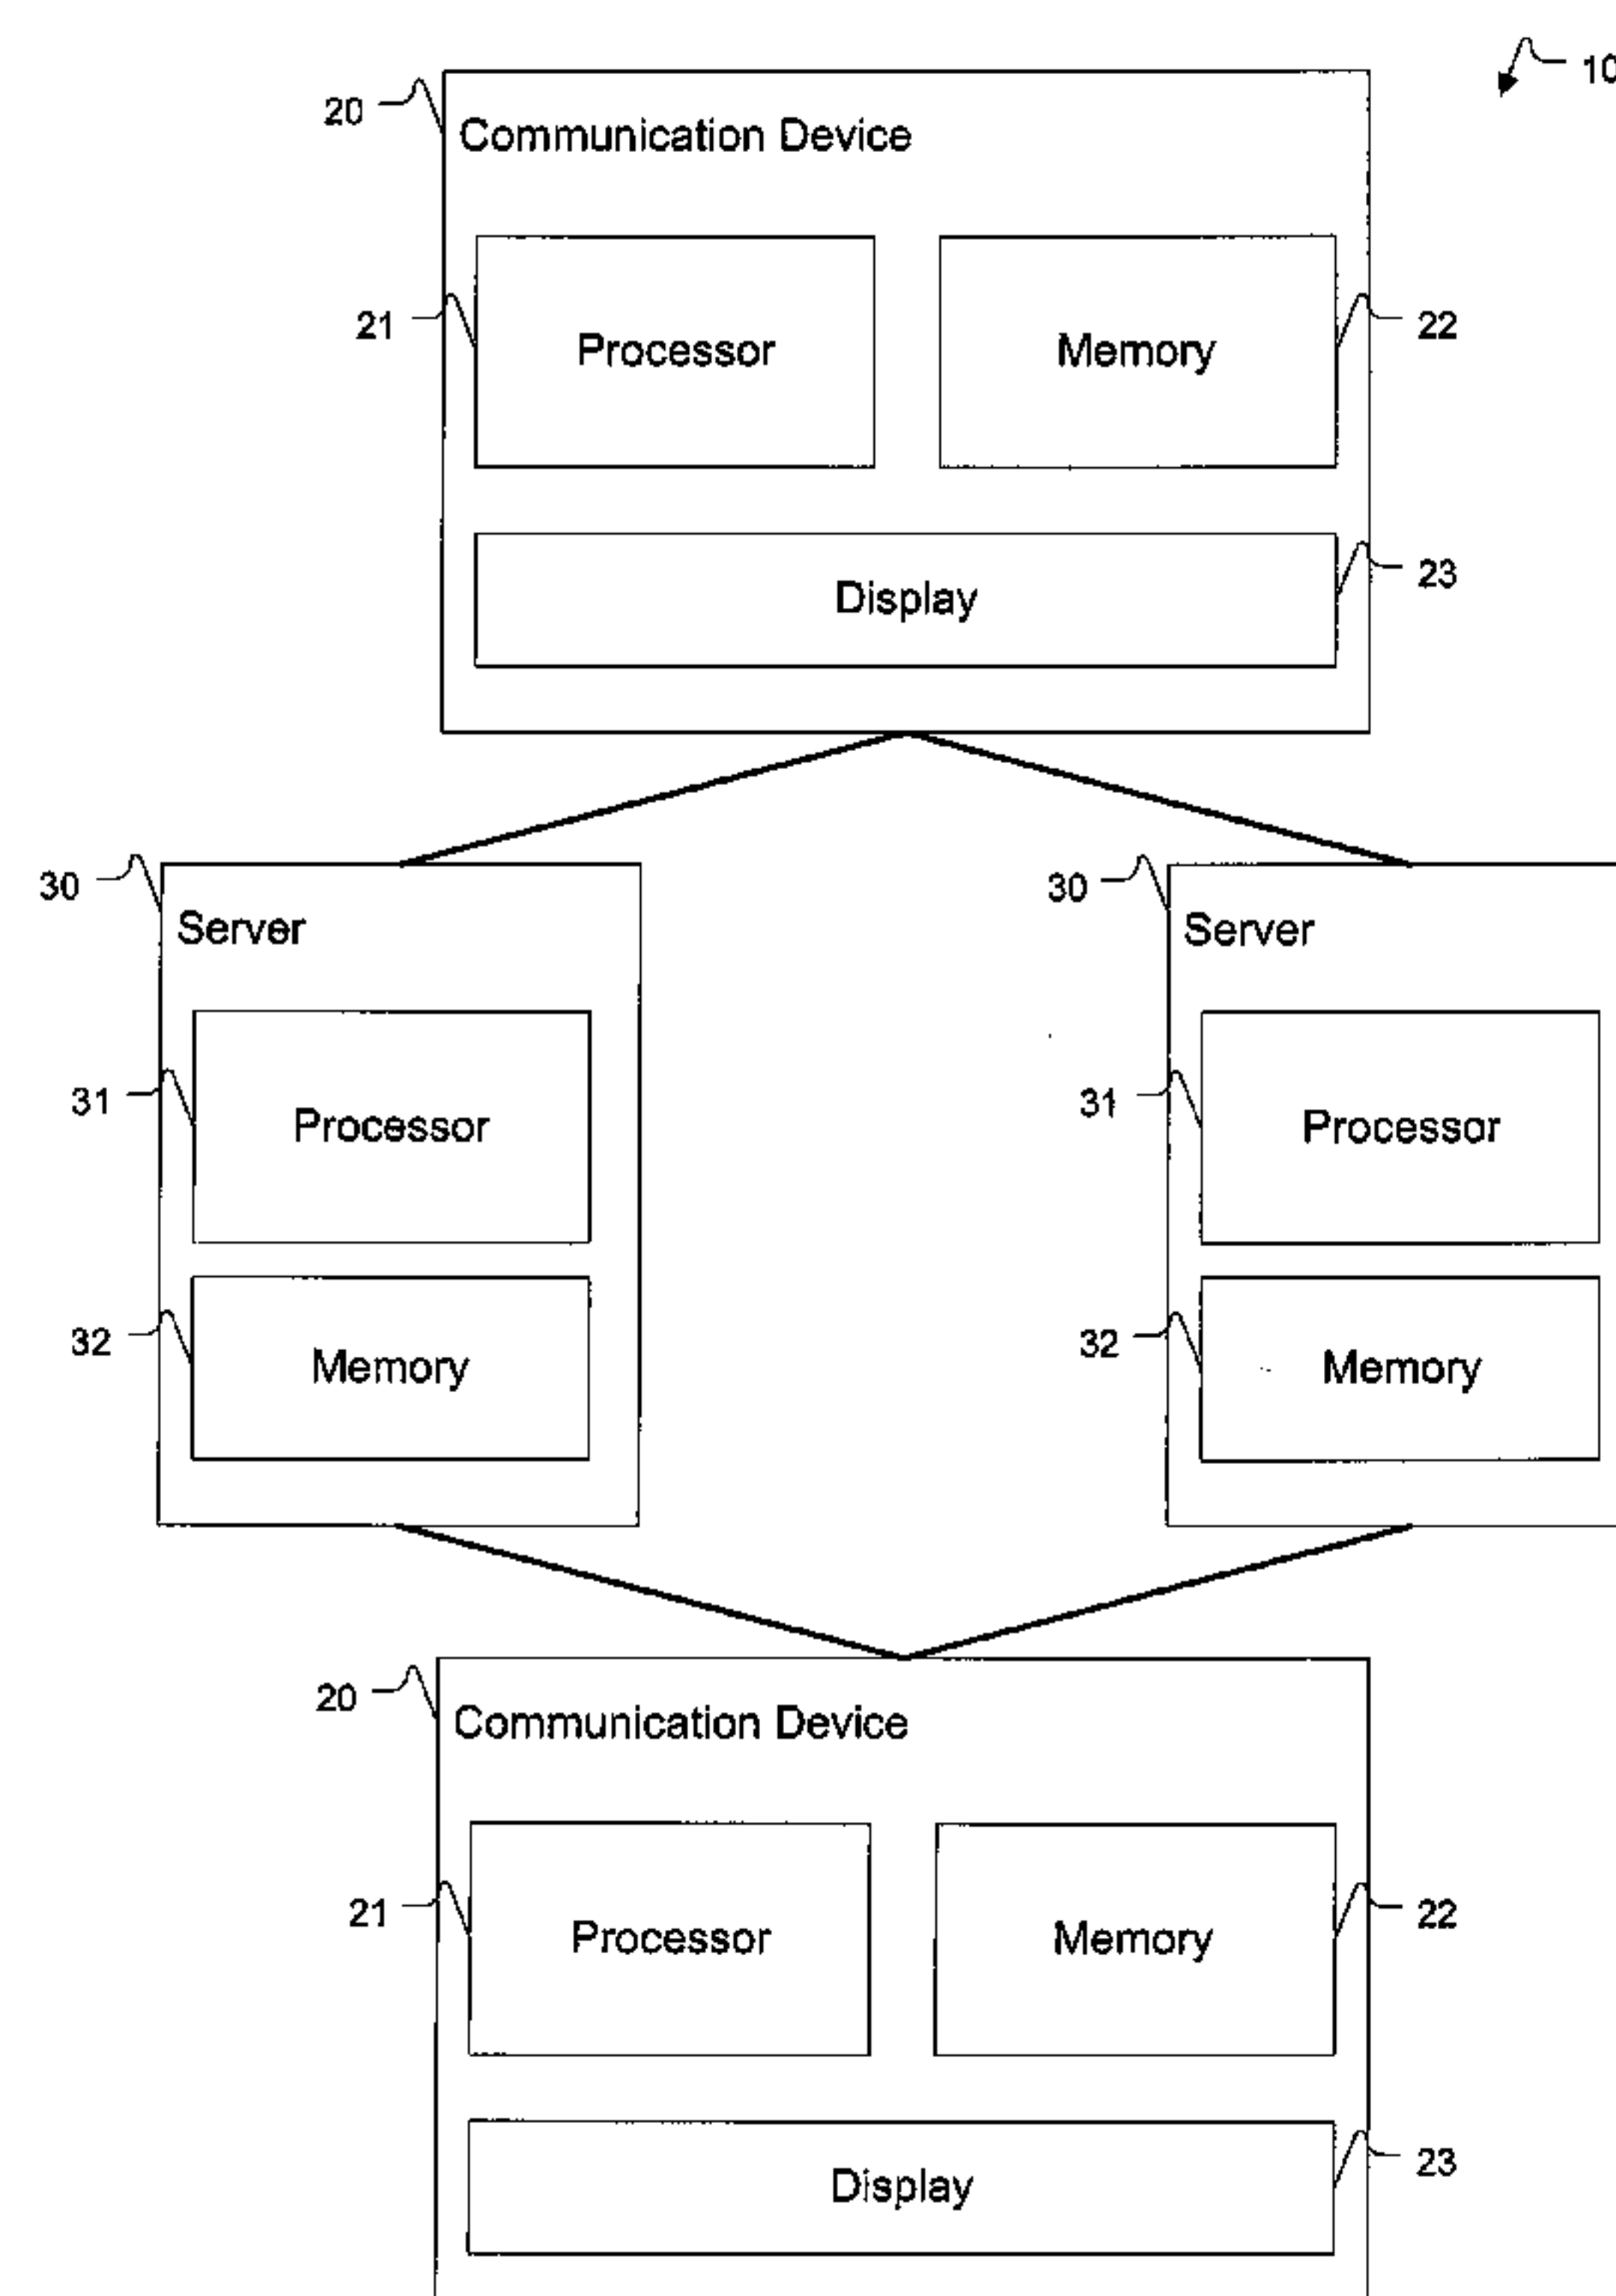 10
20
Communication Device
21
Processor
Memory
22
Display
23
30
Server
30
Server
31
Processor
31
Processor
32
Memory
32
Memory
20
Communication Device
21
Processor
Memory
22
Display
23